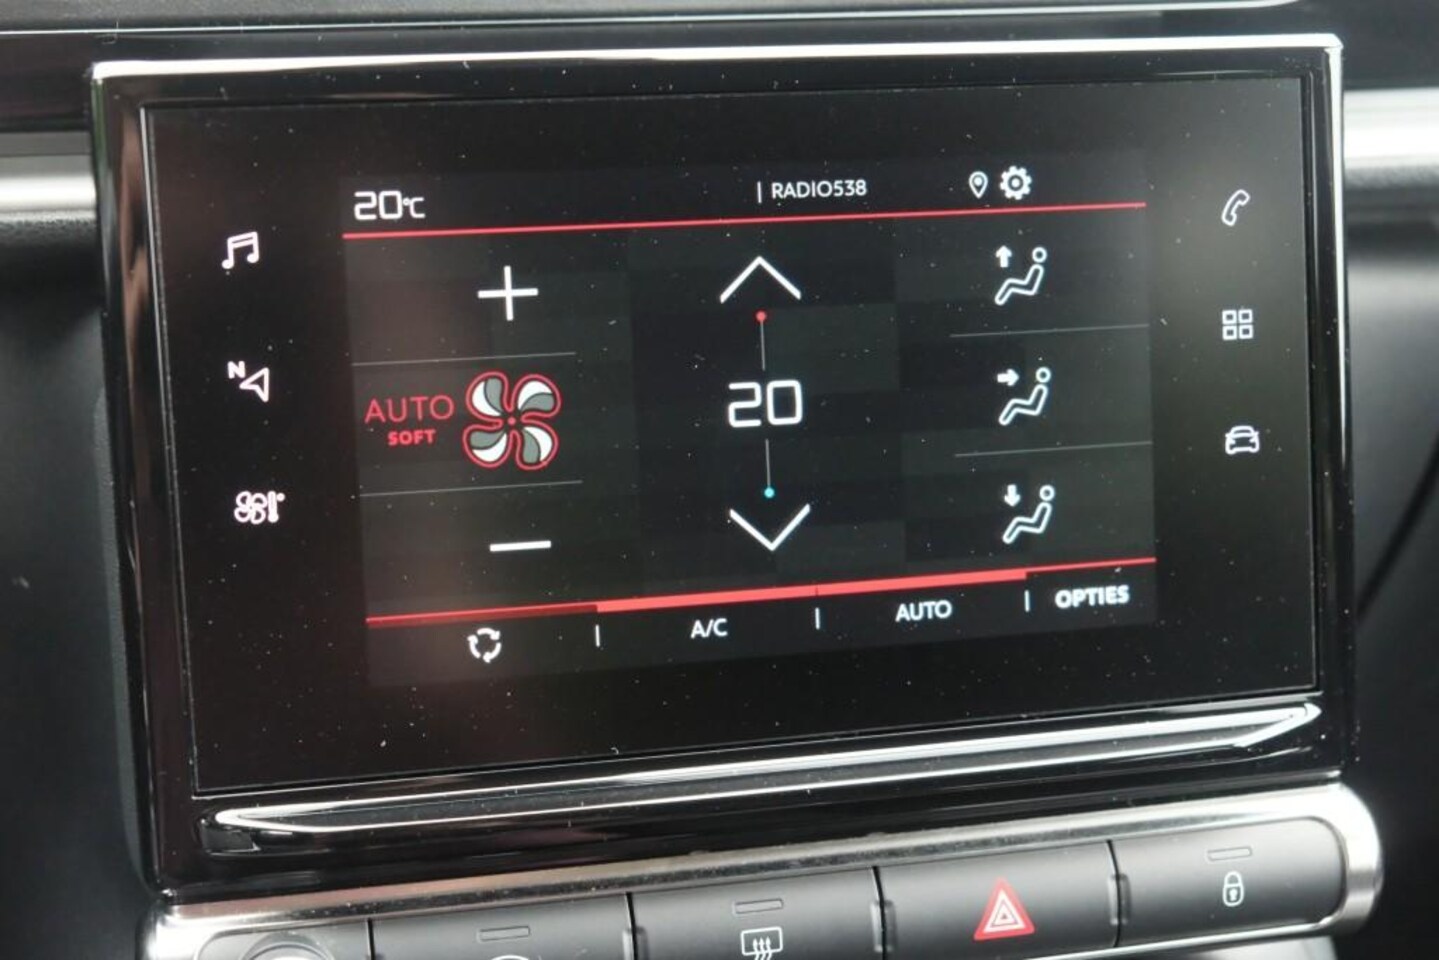 20°C
| RADIO538
N
AUTO
SOFT
20
A/C | AUTO | OPTIES